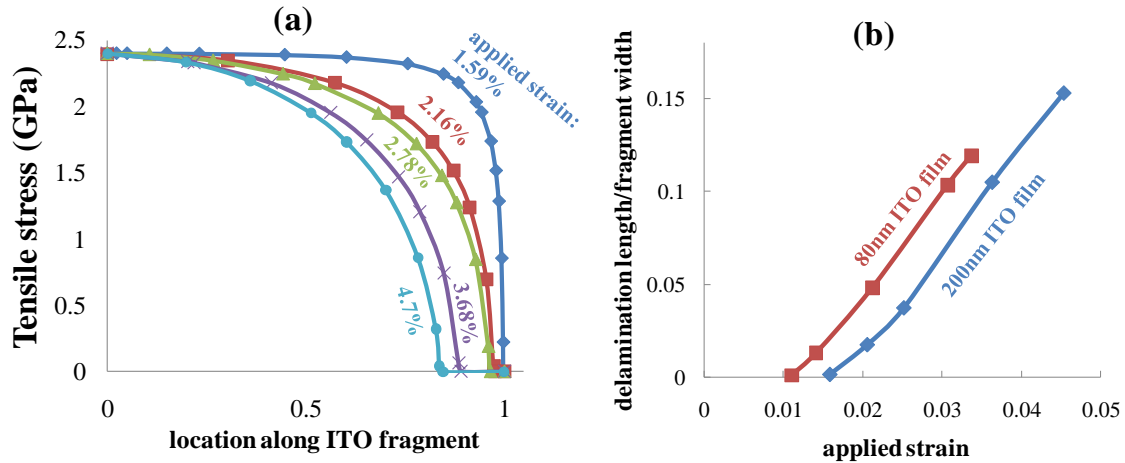 (a)
Tensile stress (GPa)
2.5
2
1.5
1
0.5
0
0
0.5
1
location along ITO fragment
applied strain:
1.59%
2.16%
2.78%
3.68%
4.7%
(b)
delamination length/fragment width
0.15
0.1
0.05
0
0
0.01
0.02
0.03
0.04
0.05
applied strain
80nm ITO film
200nm ITO film